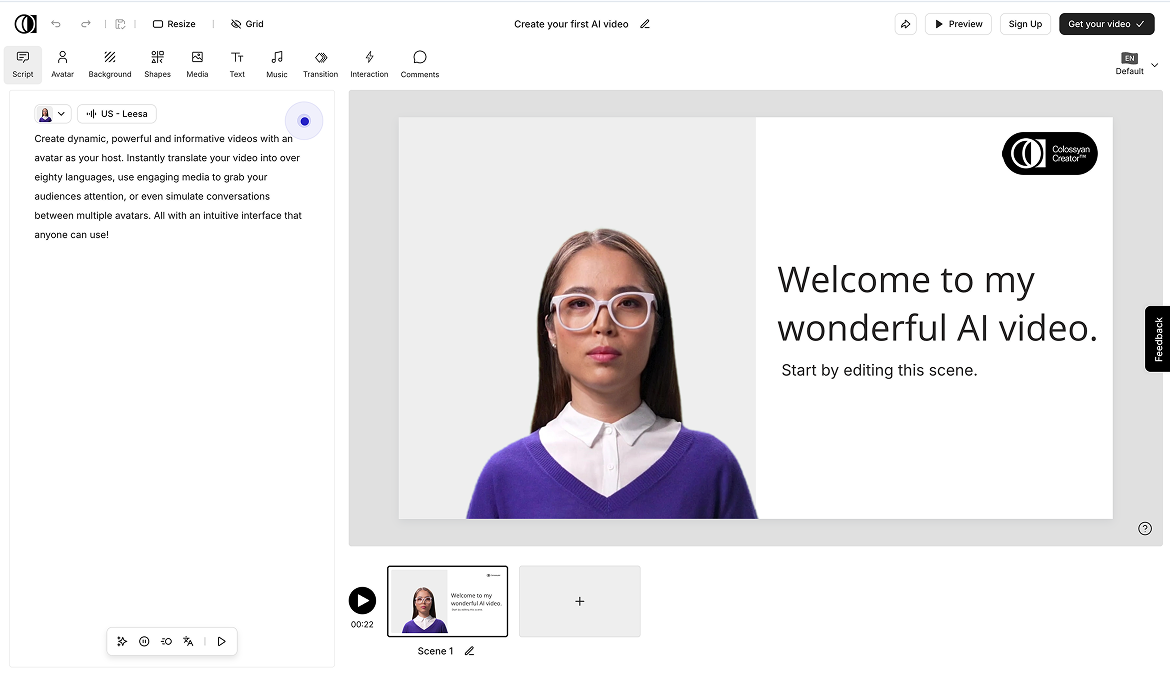 Resize
Grid
Create your first AI video
Preview
Sign Up
Get your video
Script
Avatar
Background
Shapes
Media
Text
Music
Transition
Interaction
Comments
EN
Default
US - Leesa
Create dynamic, powerful and informative videos with an
avatar as your host. Instantly translate your video into over
eighty languages, use engaging media to grab your
audiences attention, or even simulate conversations
between multiple avatars. All with an intuitive interface that
anyone can use!
Colossyan
Creator™
Welcome to my
wonderful AI video.
Start by editing this scene.
Feedback
00:22
Welcome to my
wonderful AI video.
Start by editing this scene
Scene 1